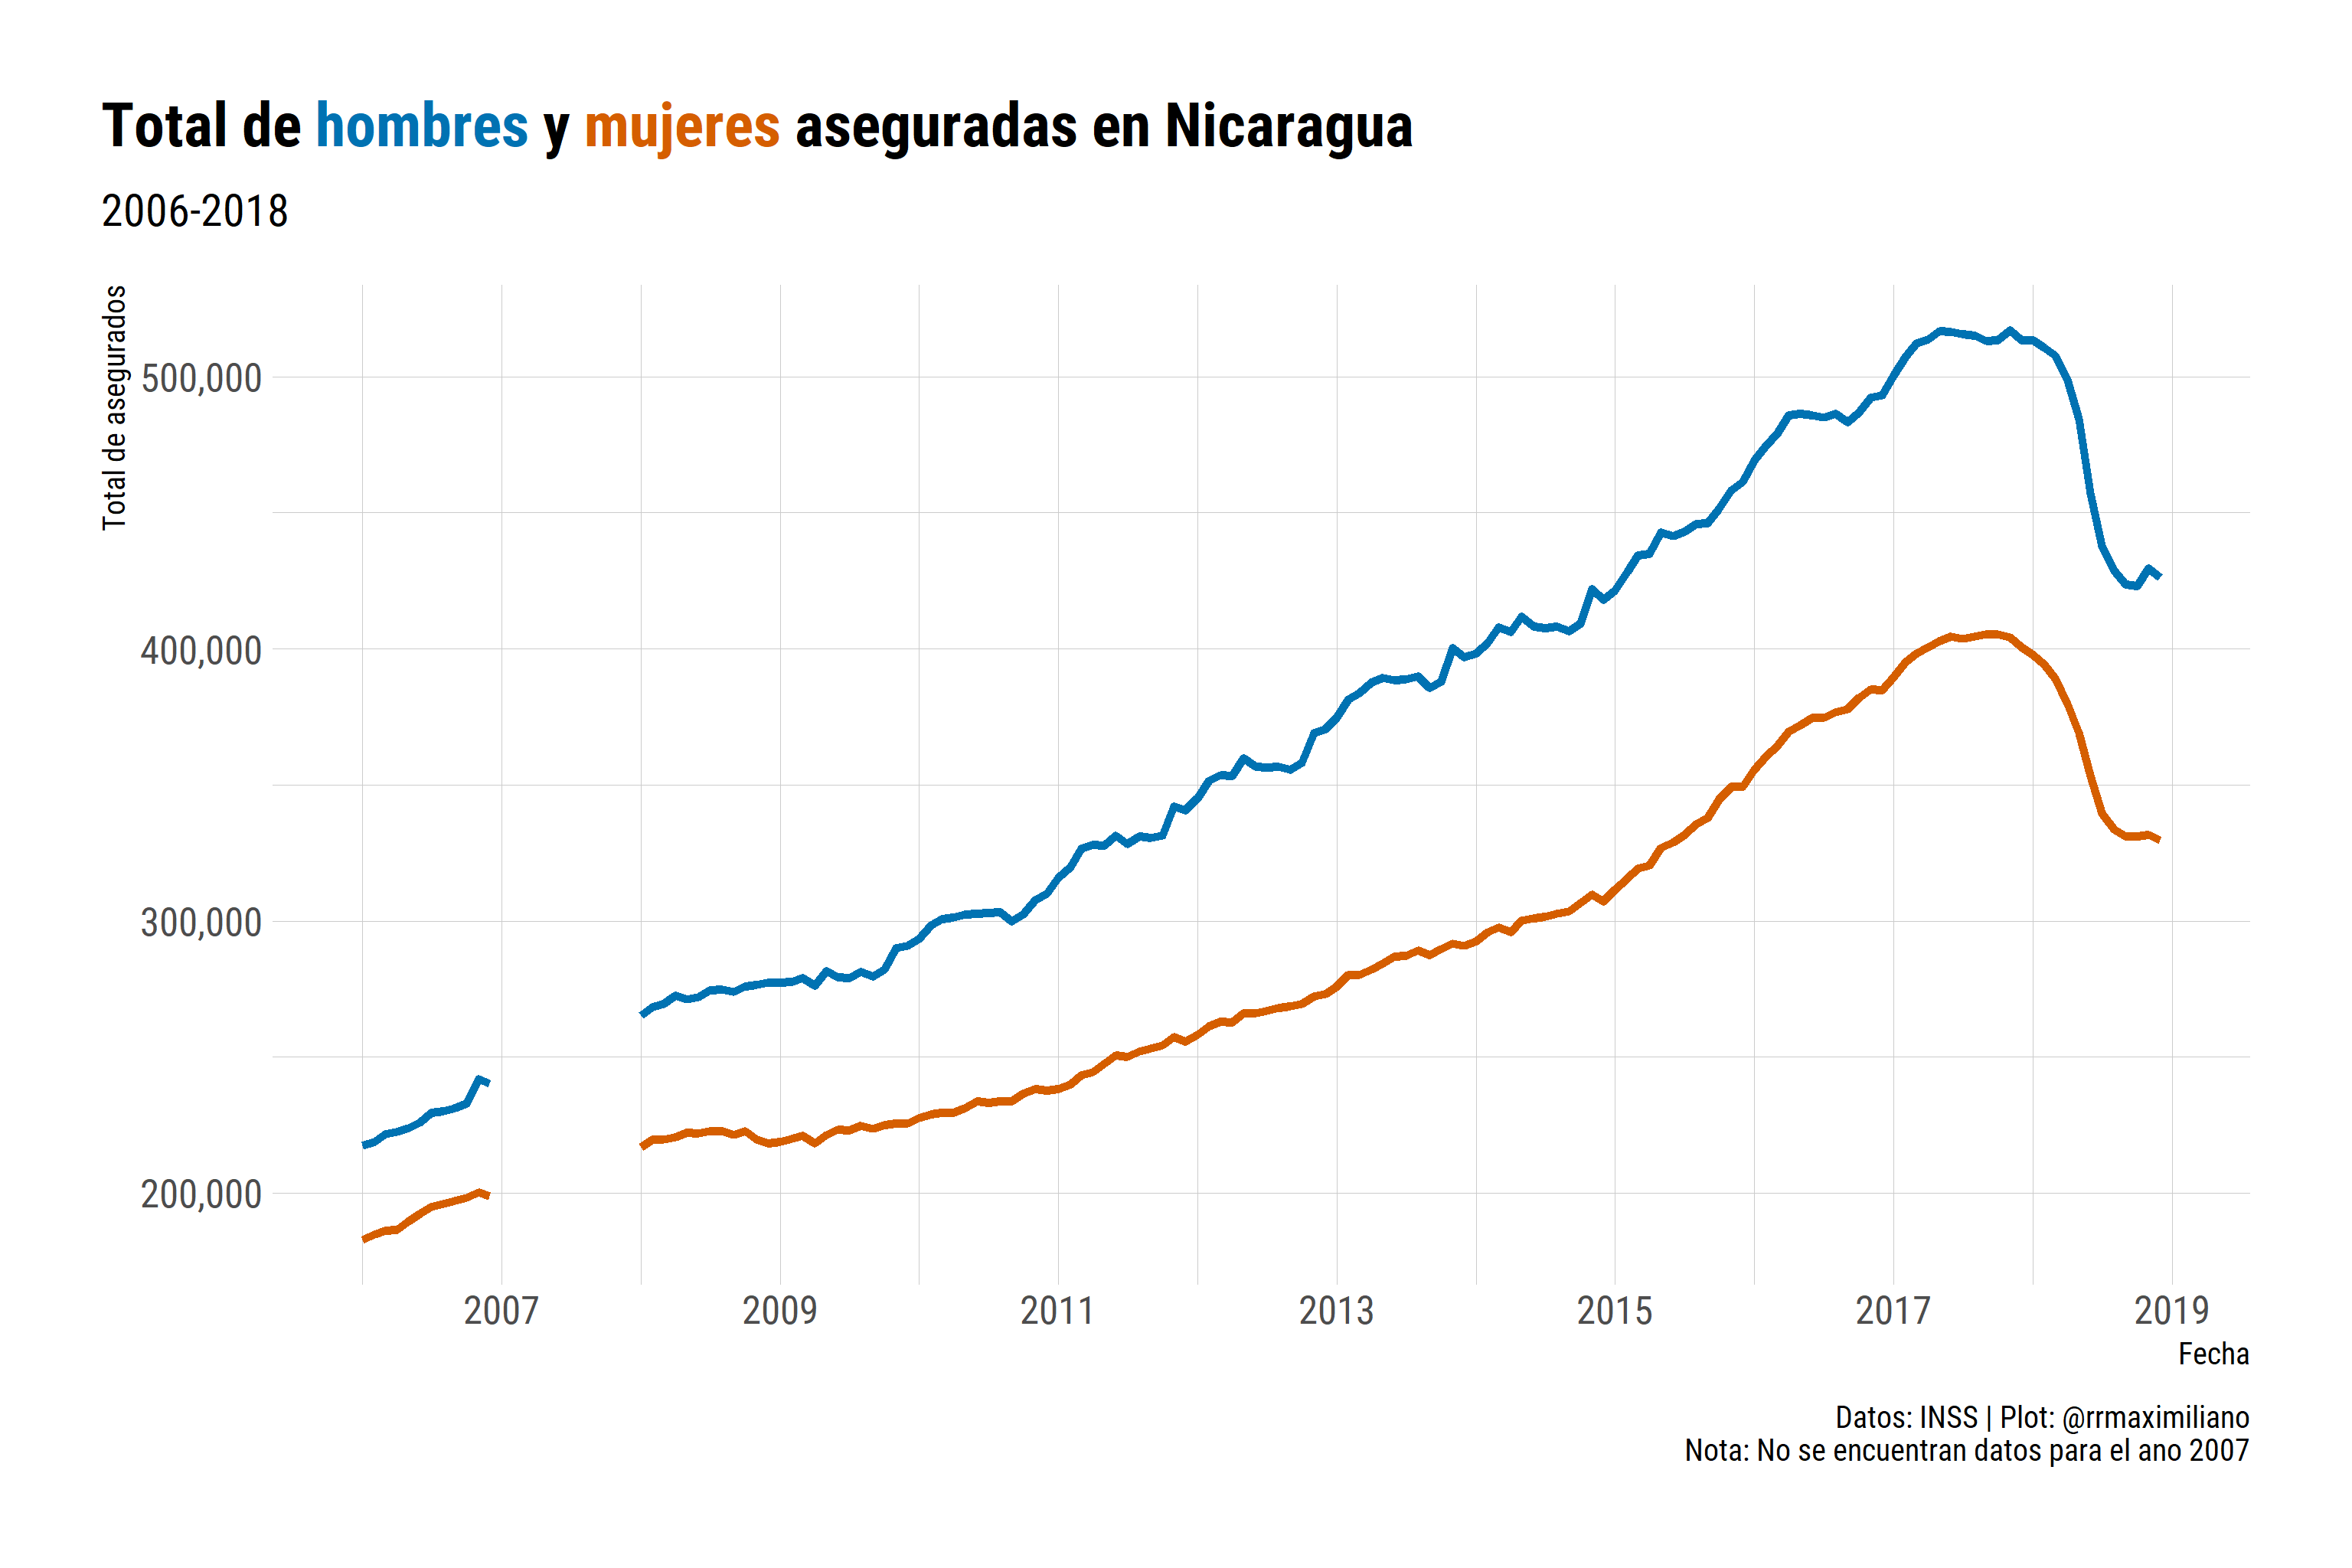 Total de hombres y mujeres aseguradas en Nicaragua
2006-2018
Total de asegurados
500,000
400,000
300,000
200,000
2007 2009 2011 2013 2015 2017 2019
Fecha
Datos: INSS | Plot: @rrmaximiliano
Nota: No se encuentran datos para el ano 2007